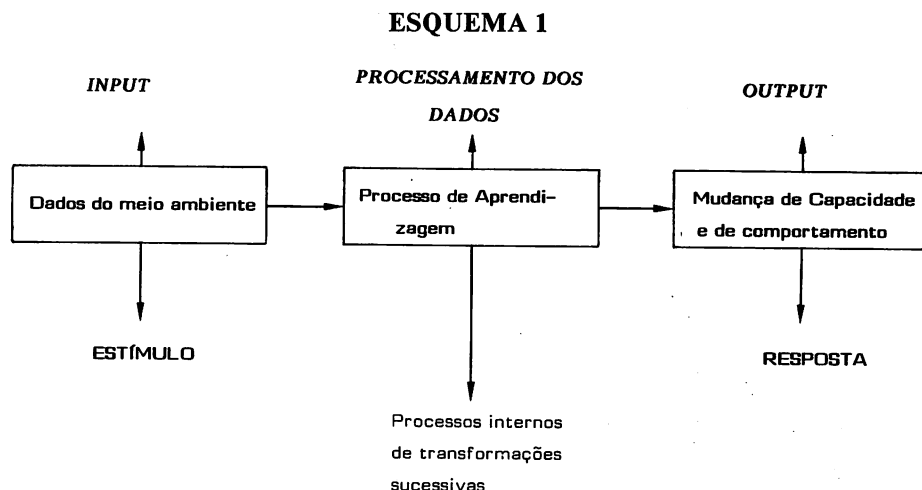 ESQUEMA 1
INPUT
PROCESSAMENTO DOS
DADOS
OUTPUT
Dados do meio ambiente
Processo de Aprendi-
zagem
Mudança de Capacidade
e de comportamento
ESTÍMULO
RESPOSTA
Processos internos
de transformações
sucessivas